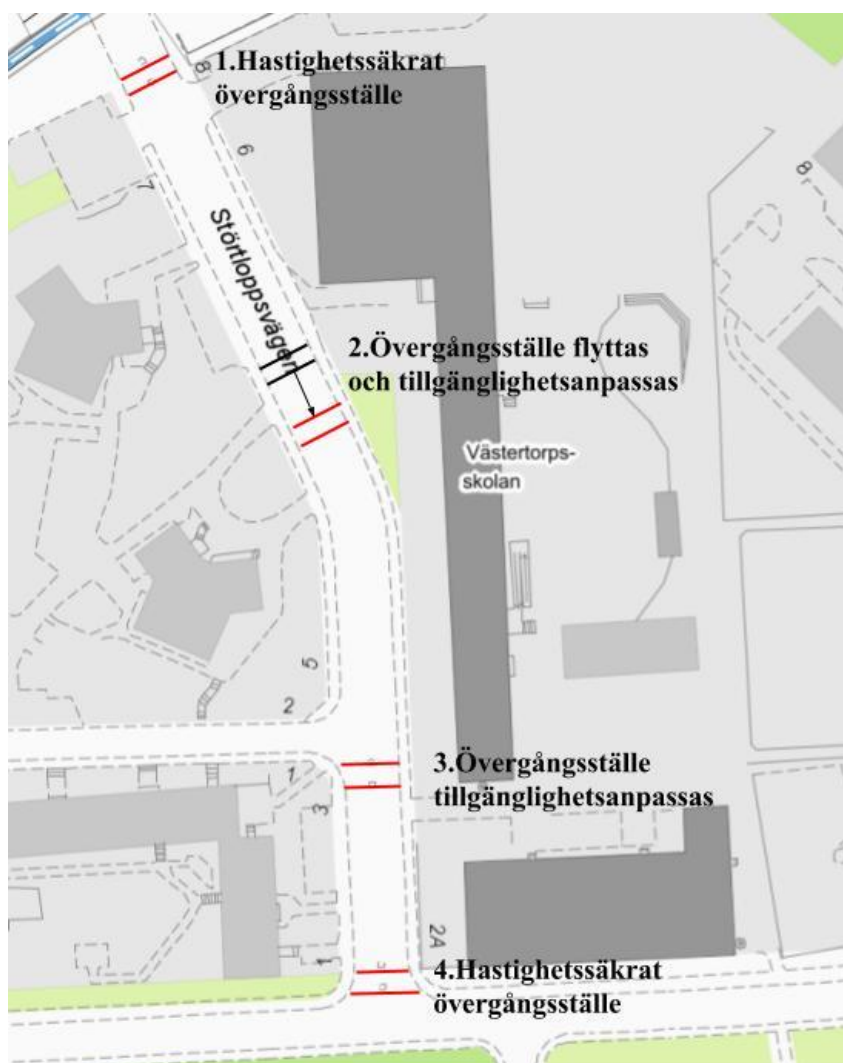 1.Hastighetssäkrat
övergångsställe
8
6
7
8
Störtloppsvägen
2.Övergångsställe flyttas
och tillgänglighetsanpassas
Västertorps-
skolan
5
2
3.Övergångsställe
tillgänglighetsanpassas
1
3
2A
4.Hastighetssäkrat
övergångsställe
1